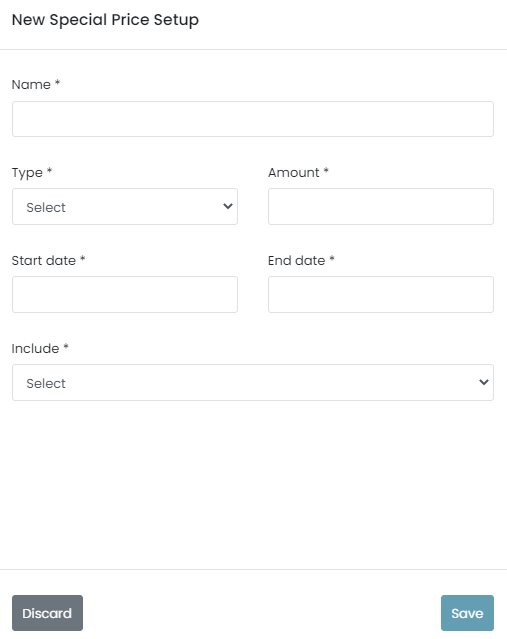 New Special Price Setup
Name *
Type * Amount *
Select
Start date * End date *
Include *
Select
Discard Save